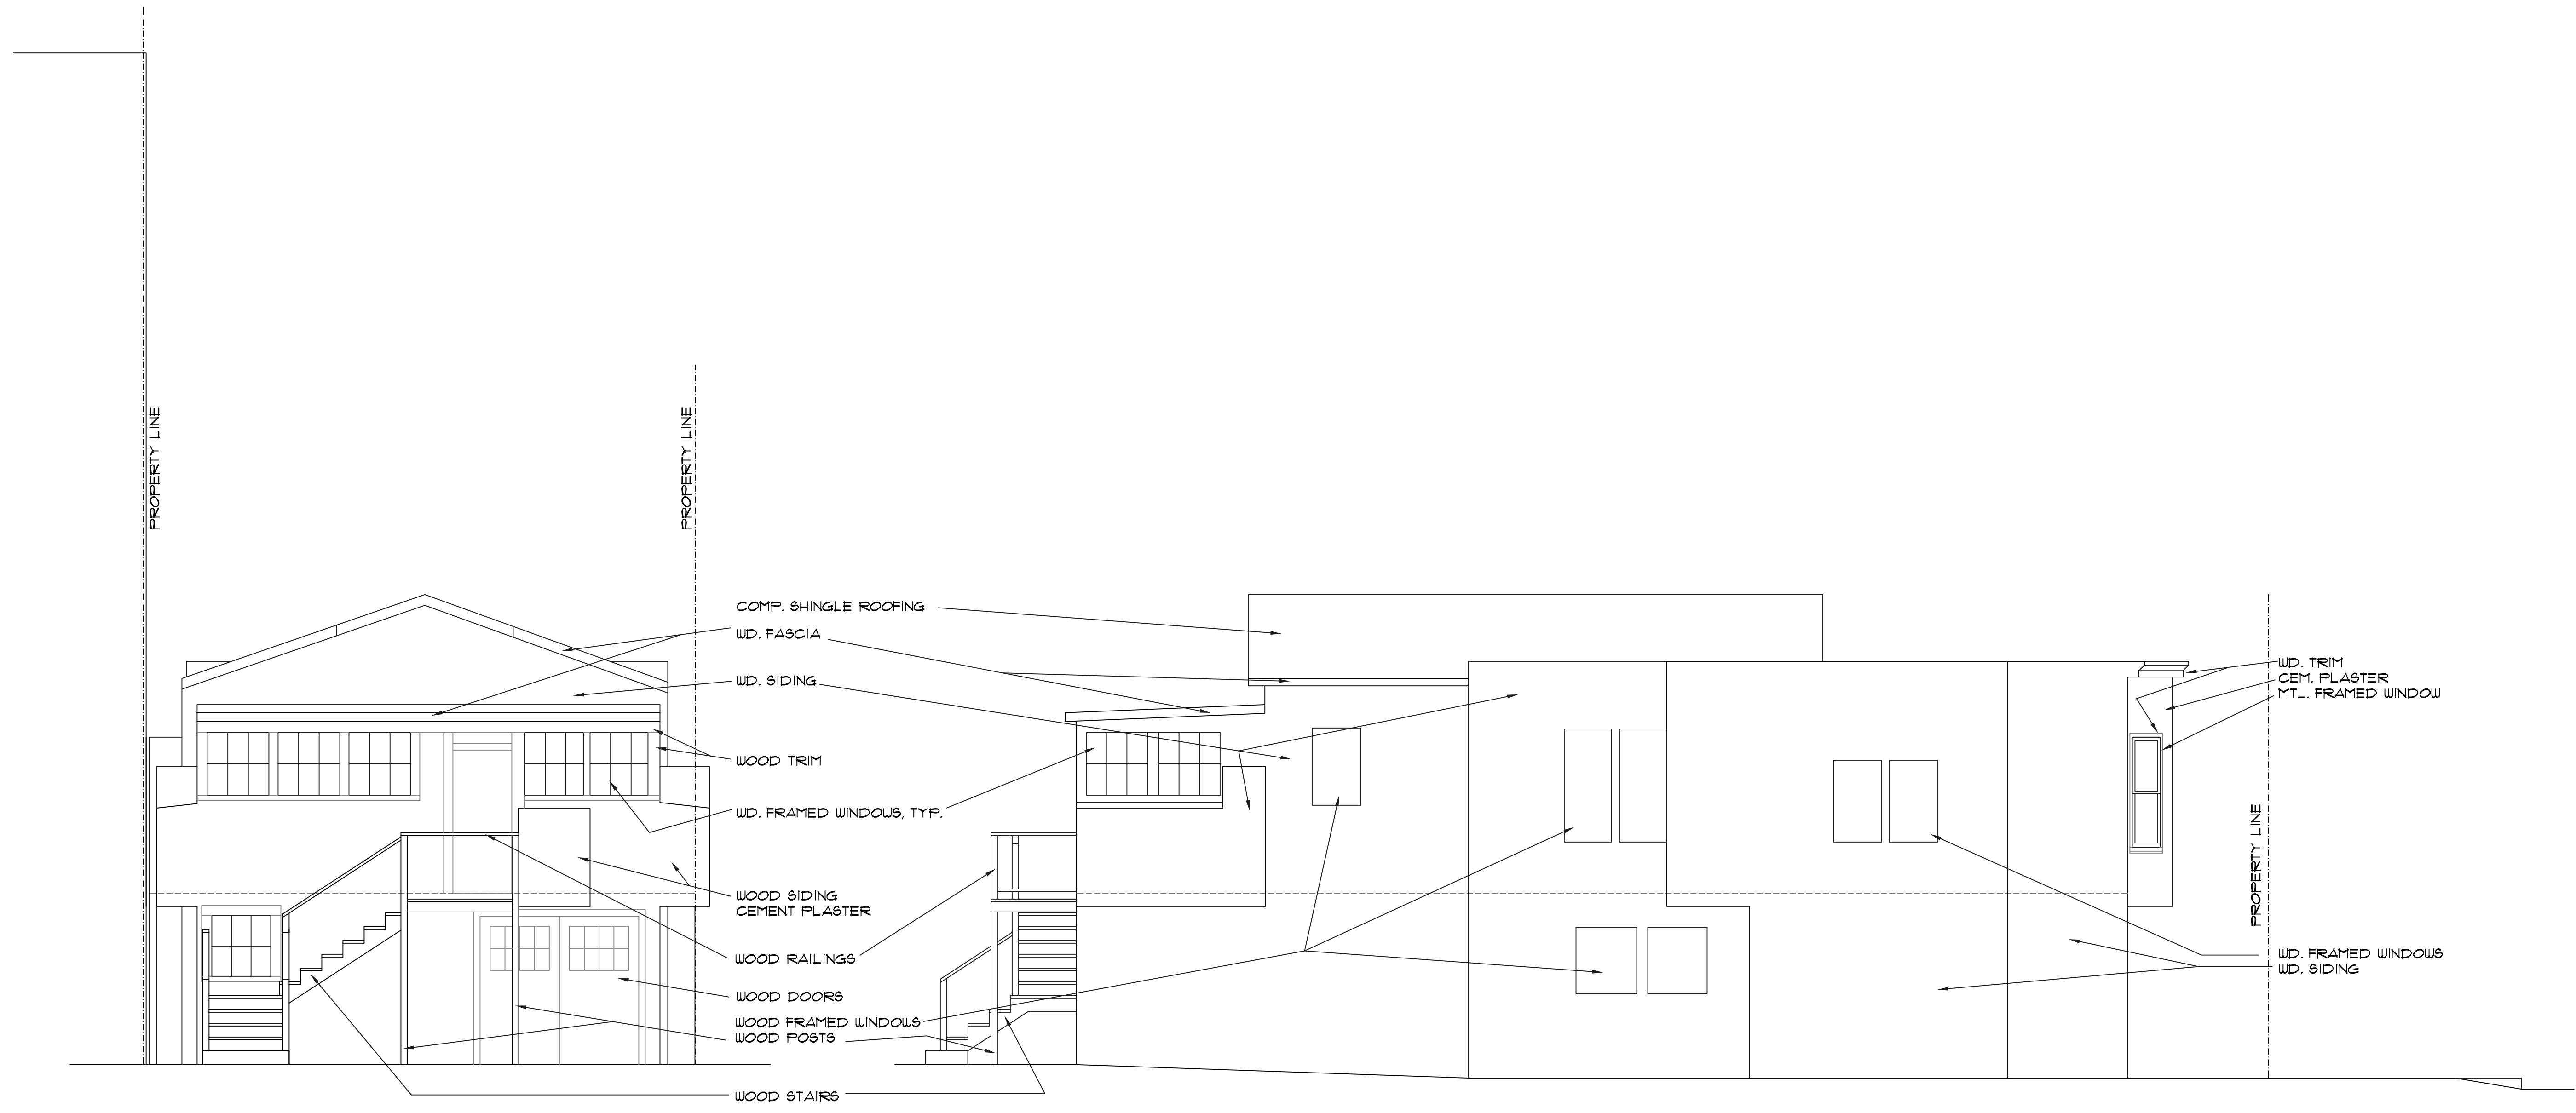 PROPERTY LINE
PROPERTY LINE
COMP. SHINGLE ROOFING
WD. FASCIA
WD. SIDING
WOOD TRIM
WD. FRAMED WINDOWS, TYP.
WOOD SIDING
CEMENT PLASTER
WOOD RAILINGS
WOOD DOORS
WOOD FRAMED WINDOWS
WOOD POSTS
WOOD STAIRS
WD. TRIM
CEM. PLASTER
MTL. FRAMED WINDOW
PROPERTY LINE
WD. FRAMED WINDOWS
WD. SIDING